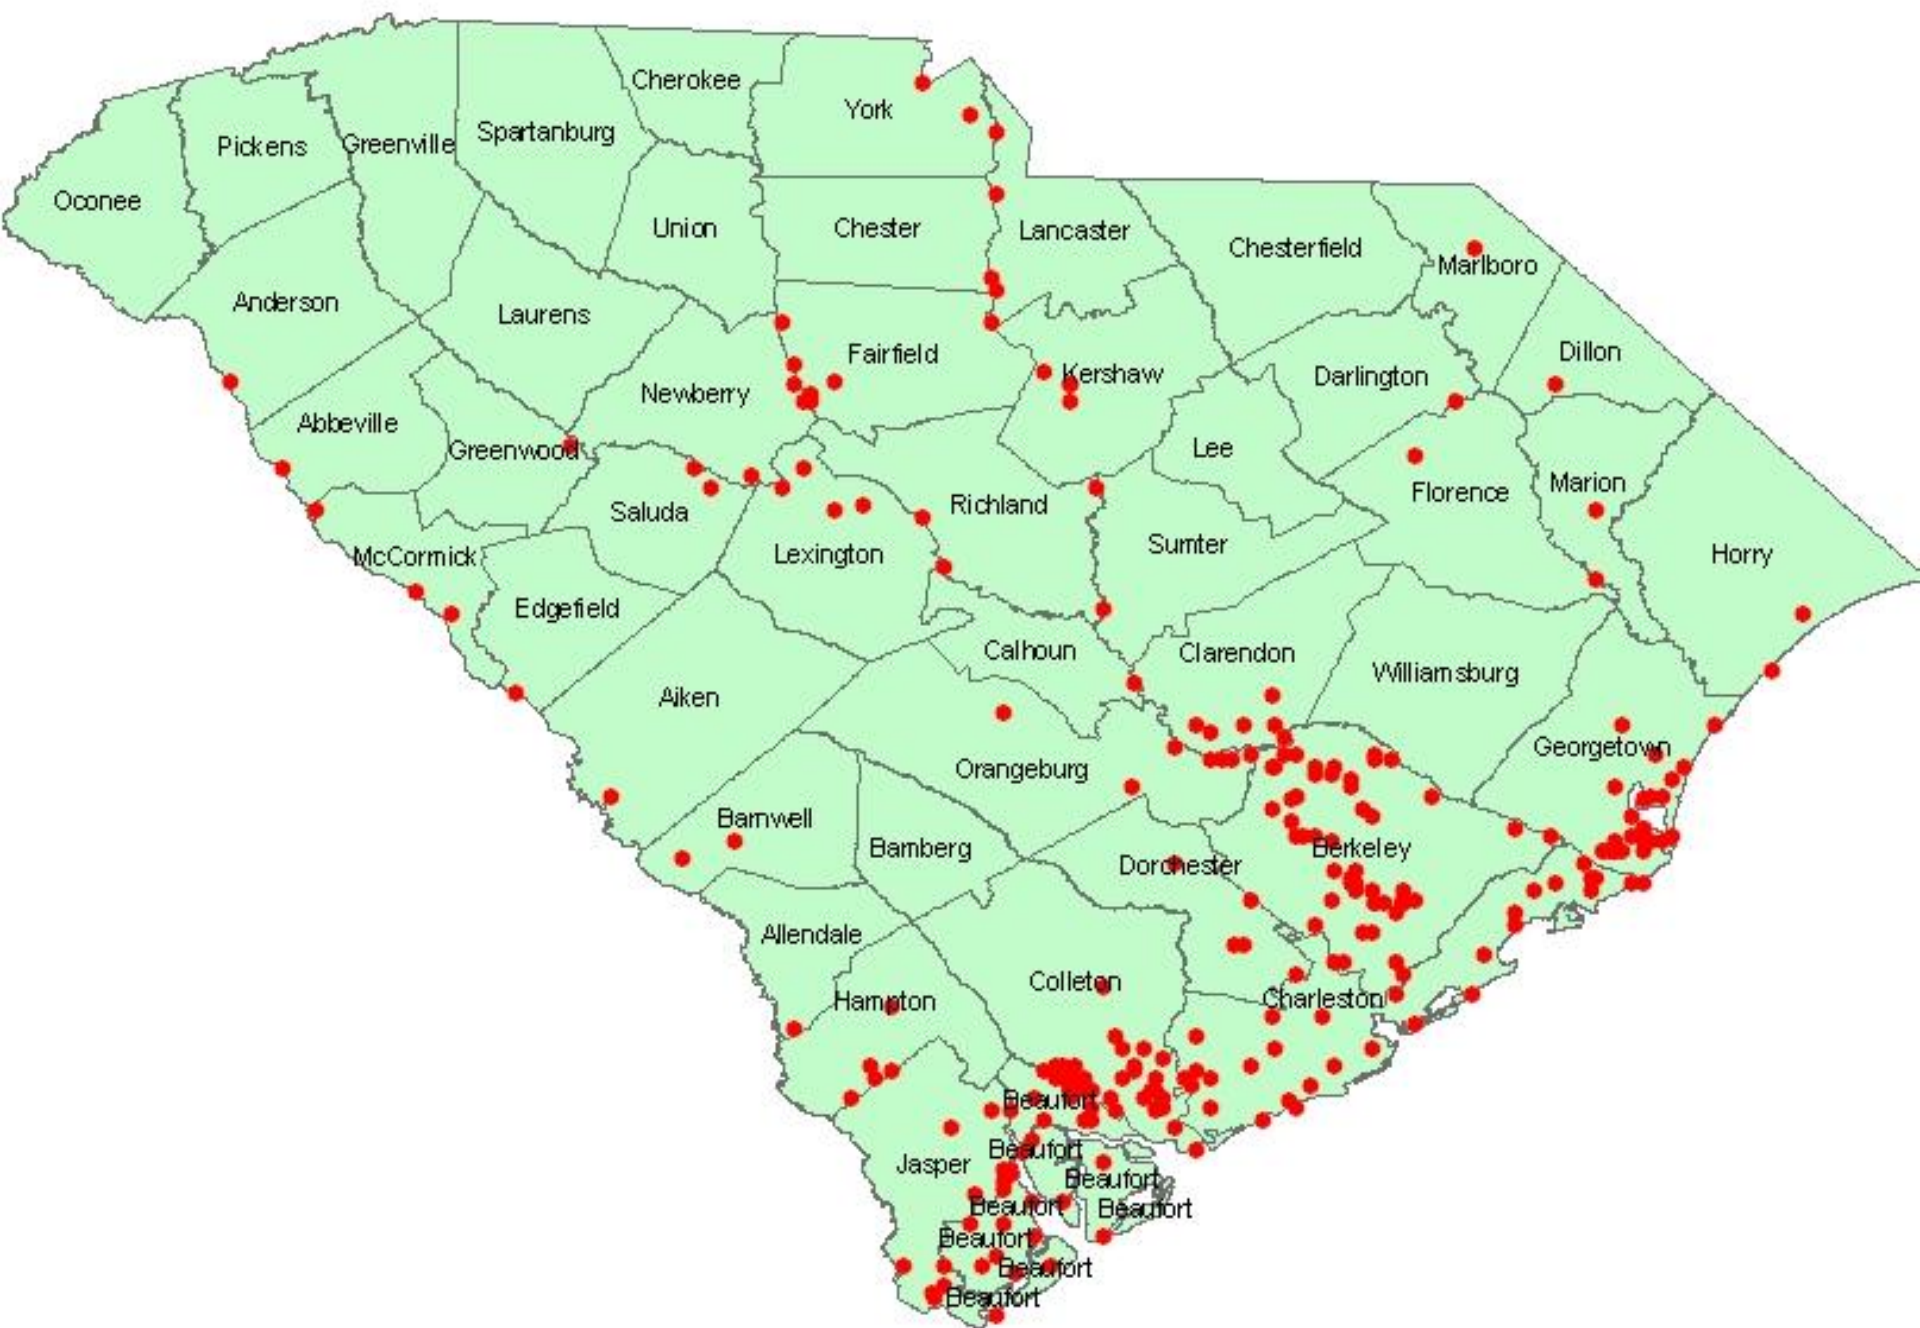 Cherokee
York
Spartanburg
Greenville
Pickens
Oconee
Union
Chester
Lancaster
Chesterfield
Marlboro
Anderson
Laurens
Fairfield
Dillon
Kershaw
Darlington
Newberry
Abbeville
Greenwood
Lee
Marion
Florence
Richland
Saluda
Sumter
Lexington
Horry
McCormick
Edgefield
Calhoun
Clarendon
Williamsburg
Aiken
Georgetown
Orangeburg
Barnwell
Bamberg
Berkeley
Dorchester
Allendale
Colleton
Charleston
Hampton
Beaufort
Beaufort
Jasper
Beaufort
Beaufort
Beaufort
Beaufort
Beaufort
Beaufort